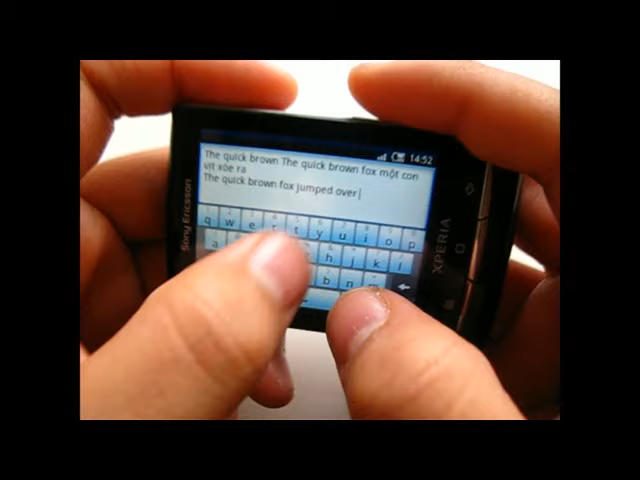 14:52
The quick brown The quick brown fox một con
vịt xòe ra
The quick brown fox jumped over
q w e r t y u i o p
a h j k l
b n m
Sony Ericsson
XPERIA